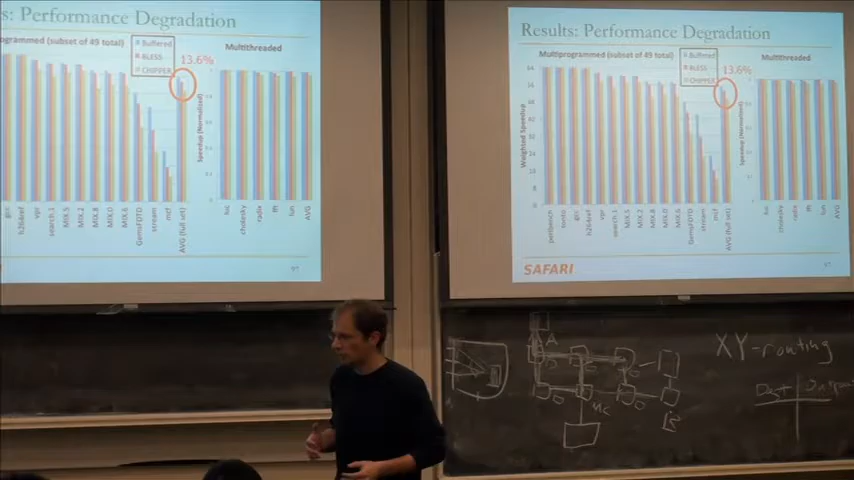 s: Performance Degradation
ogrammed (subset of 49 total)
Buffered
BLESS
CHIPPER
13.6%
Multithreaded
Speedup (Normalized)
gcc
h264ref
vpr
search.1
MIX.5
MIX.2
MIX.8
MIX.0
MIX.6
GemsFDTD
stream
mcf
AVG (full set)
luc
cholesky
radix
fft
lun
AVG
Results: Performance Degradation
Multiprogrammed (subset of 49 total)
Buffered
BLESS
CHIPPER
13.6%
Multithreaded
Weighted Speedup
64
Speedup (Normalized)
perlbench
tonto
gcc
h264ref
vpr
search.1
MIX.5
MIX.2
MIX.8
MIX.0
MIX.6
GemsFDTD
stream
mcf
AVG (full set)
luc
cholesky
radix
fft
lun
AVG
SAFARI
XY-routing
A
MC